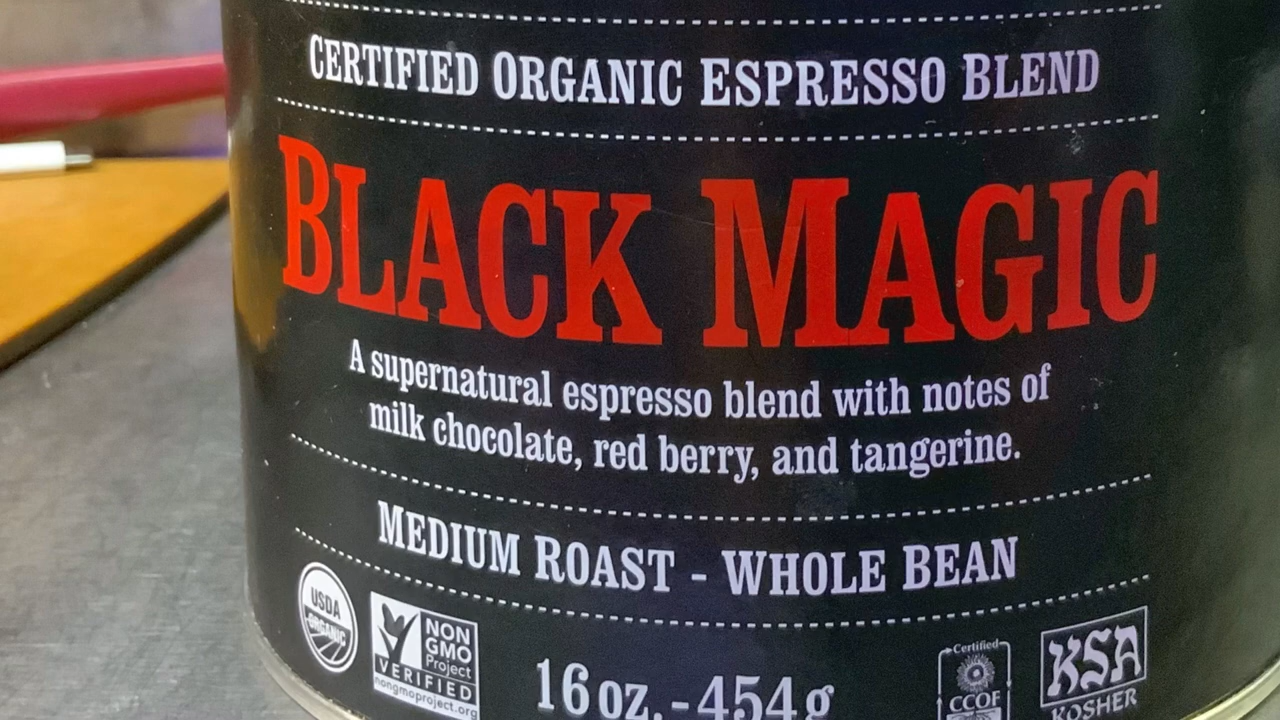 CERTIFIED ORGANIC ESPRESSO BLEND
BLACK MAGIC
A supernatural espresso blend with notes of
milk chocolate, red berry, and tangerine.
MEDIUM ROAST - WHOLE BEAN
USDA
ORGANIC
NON
GMO
Project
VERIFIED
nongmoproject.org
16 oz.-454g
Certified
CCOF
KSA
KOSHER